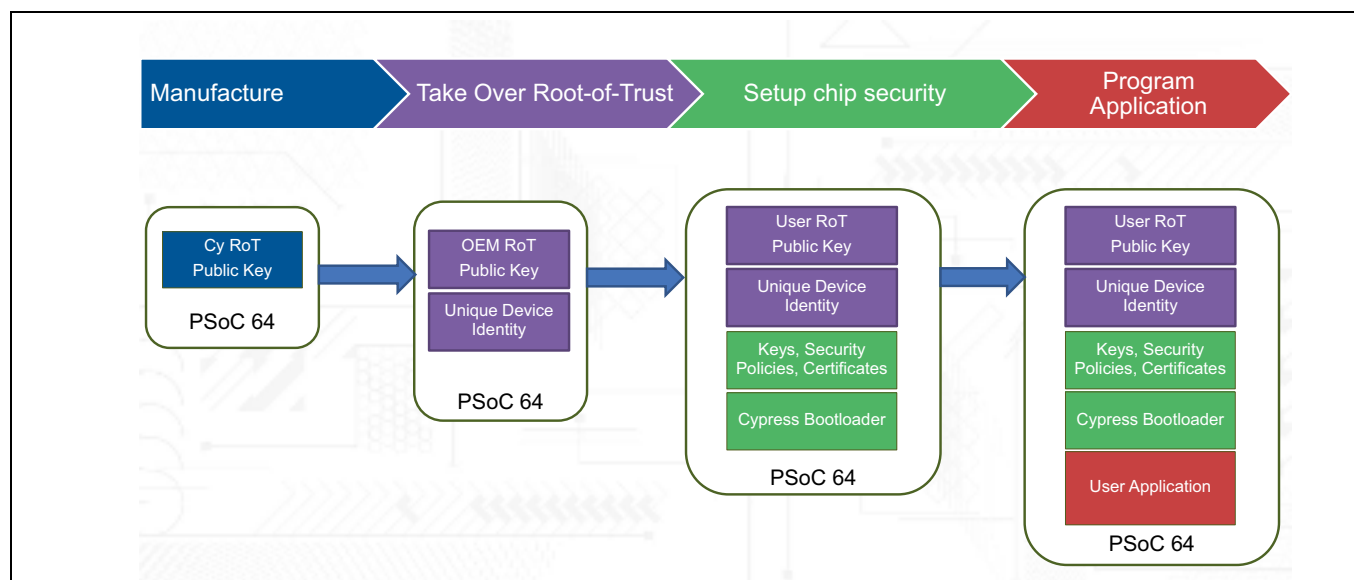 Manufacture
Take Over Root-of-Trust
Setup chip security
Program
Application
Cy RoT
Public Key
PSoC 64
OEM RoT
Public Key
Unique Device
Identity
PSoC 64
User RoT
Public Key
Unique Device
Identity
Keys, Security
Policies, Certificates
Cypress Bootloader
PSoC 64
User RoT
Public Key
Unique Device
Identity
Keys, Security
Policies, Certificates
Cypress Bootloader
User Application
PSoC 64